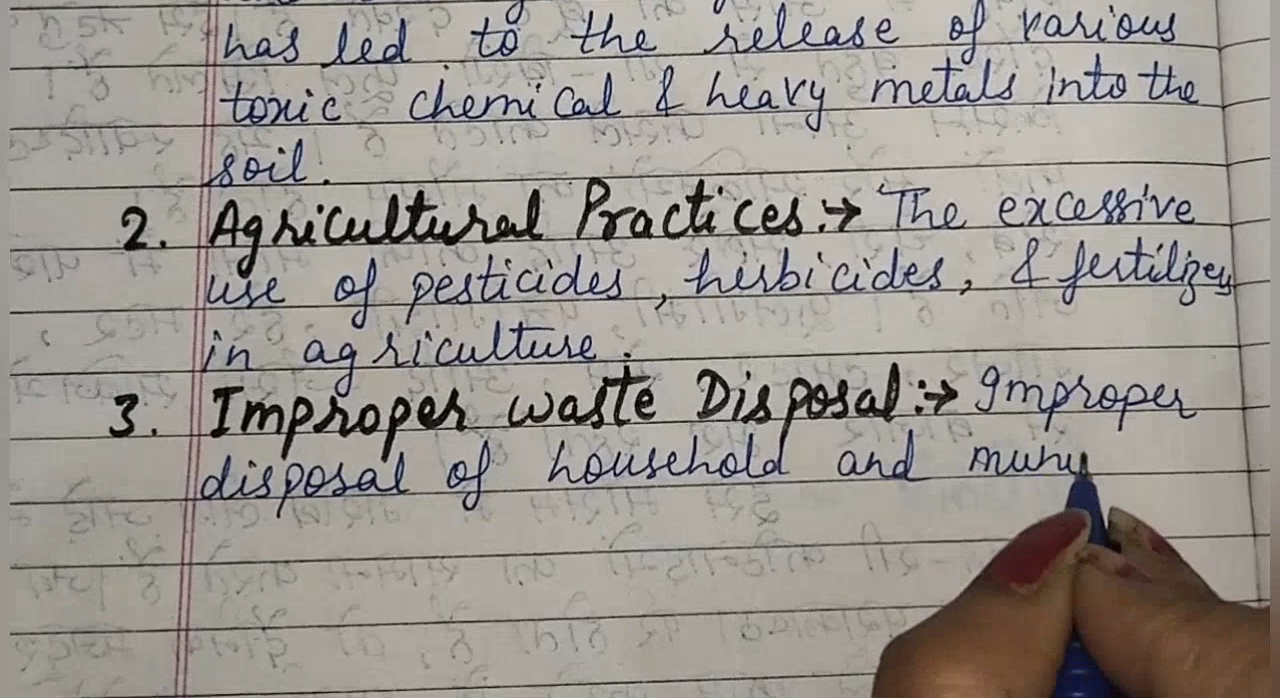 has led to the release of various
toxic chemical & heavy metals into the
soil.
2. Agricultural Practices :→ The excessive
use of pesticides, herbicides, & fertilizers
in agriculture.
3. Improper waste Disposal :→ Improper
disposal of household and muni